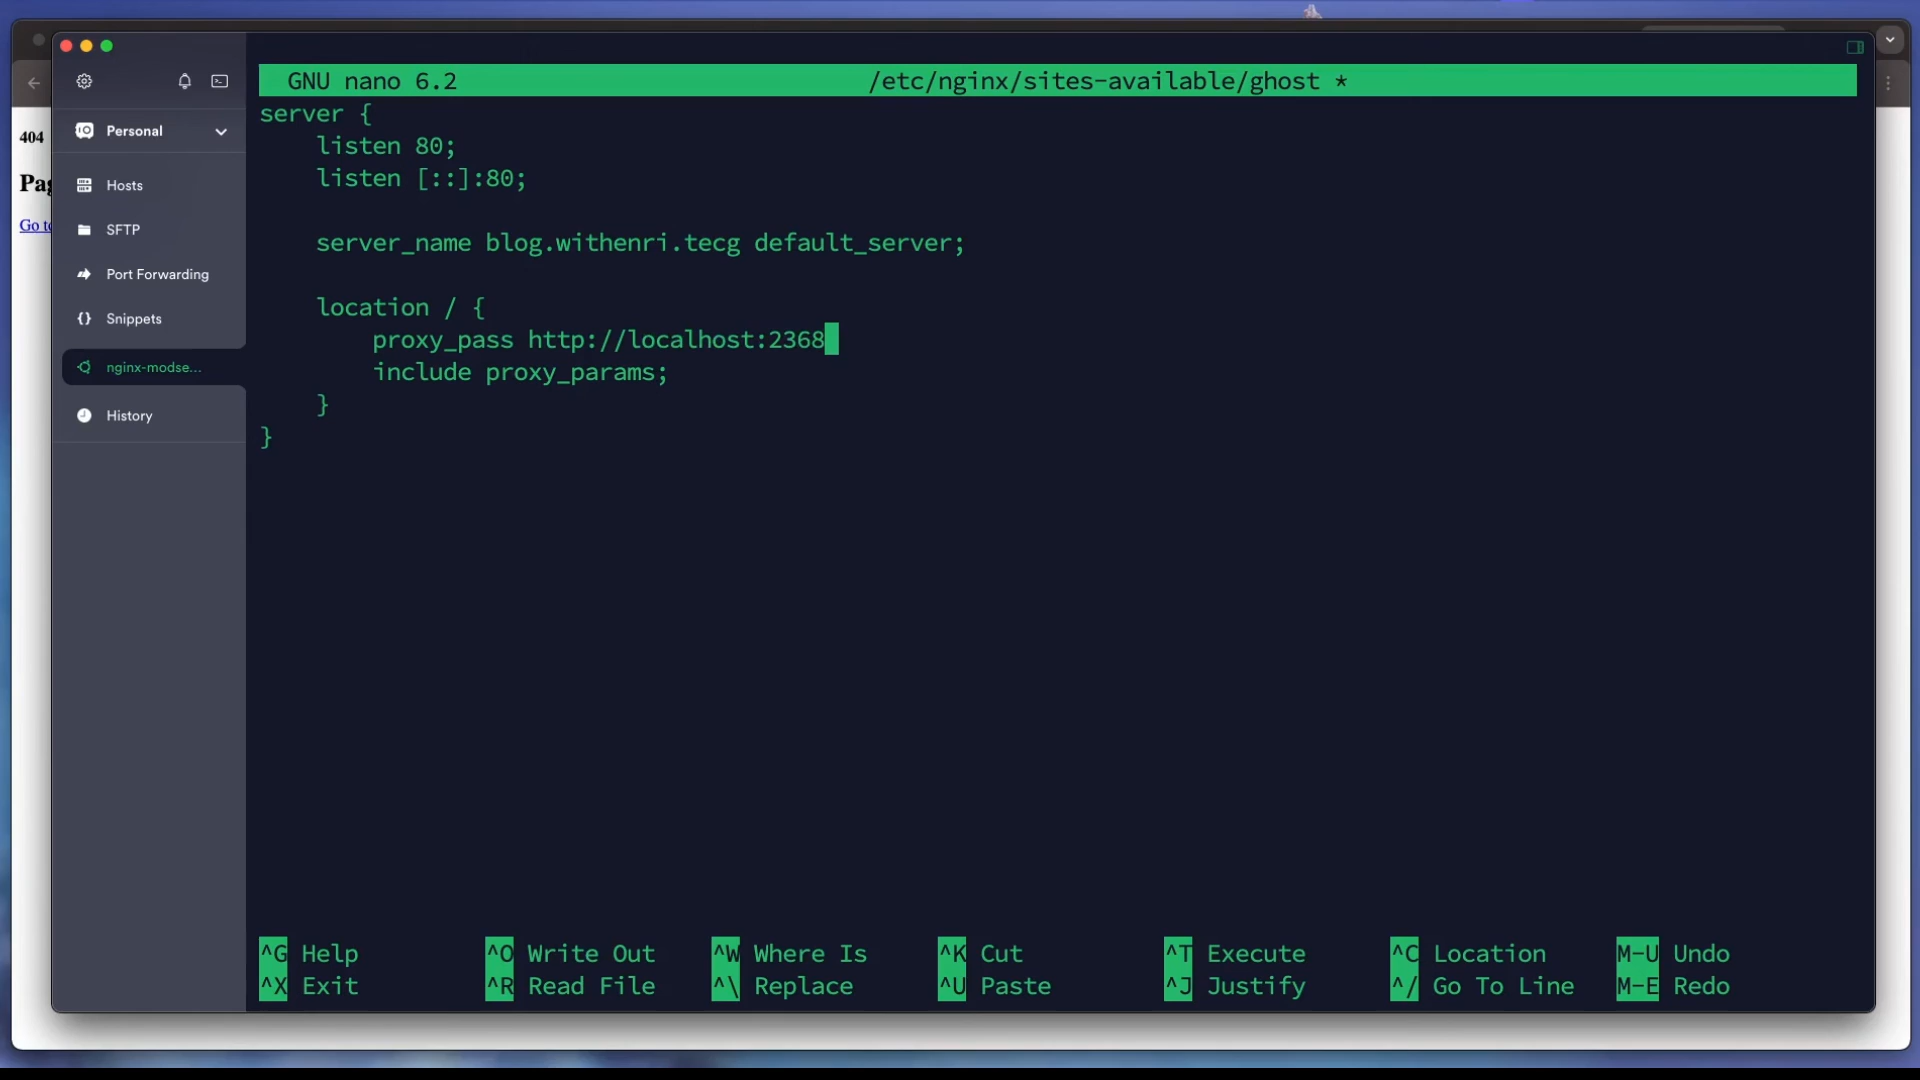 GNU nano 6.2 /etc/nginx/sites-available/ghost *
server {
listen 80;
listen [::]:80;
server_name blog.withenri.tecg default_server;
location / {
proxy_pass http://localhost:2368
include proxy_params;
}
}
^G Help ^O Write Out ^W Where Is ^K Cut ^T Execute ^C Location M-U Undo
^X Exit ^R Read File ^\ Replace ^U Paste ^J Justify ^/ Go To Line M-E Redo
Personal
Hosts
SFTP
Port Forwarding
Snippets
nginx-modse...
History
404
Go